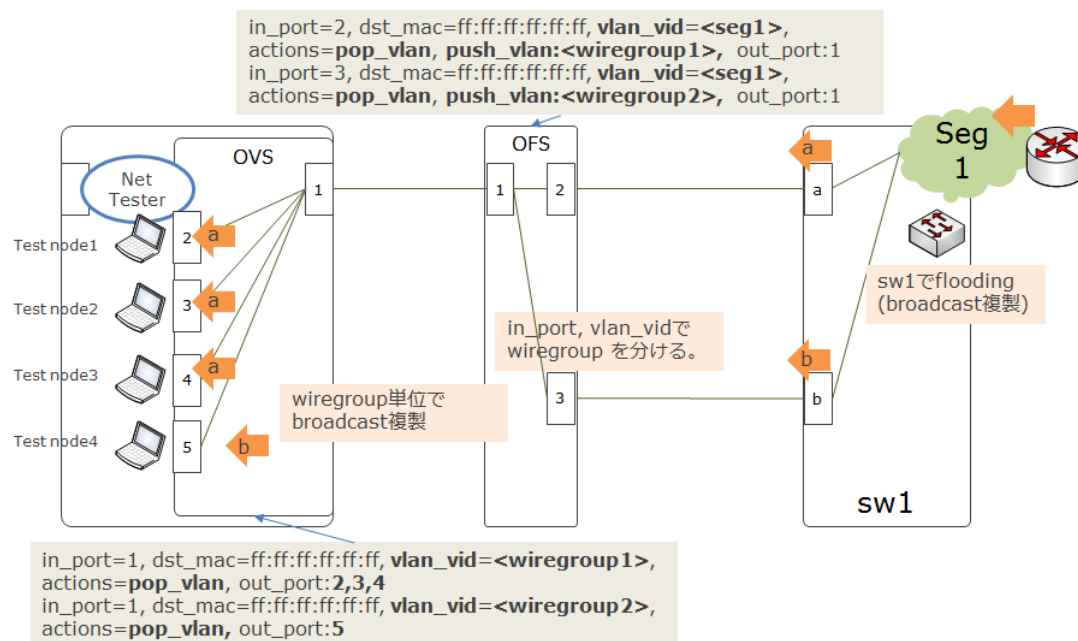 in_port=2, dst_mac=ff:ff:ff:ff:ff:ff, vlan_vid=<seg1>,
actions=pop_vlan, push_vlan:<wiregroup1>, out_port:1
in_port=3, dst_mac=ff:ff:ff:ff:ff:ff, vlan_vid=<seg1>,
actions=pop_vlan, push_vlan:<wiregroup2>, out_port:1
OVS
OFS
Seg
1
a
Net
Tester
1
1
2
a
Test node1
2
a
Test node2
3
a
sw1でflooding
(broadcast複製)
in_port, vlan_vidで
wiregroup を分ける。
Test node3
4
a
b
wiregroup単位で
broadcast複製
3
b
Test node4
5
b
sw1
in_port=1, dst_mac=ff:ff:ff:ff:ff:ff, vlan_vid=<wiregroup1>,
actions=pop_vlan, out_port:2,3,4
in_port=1, dst_mac=ff:ff:ff:ff:ff:ff, vlan_vid=<wiregroup2>,
actions=pop_vlan, out_port:5